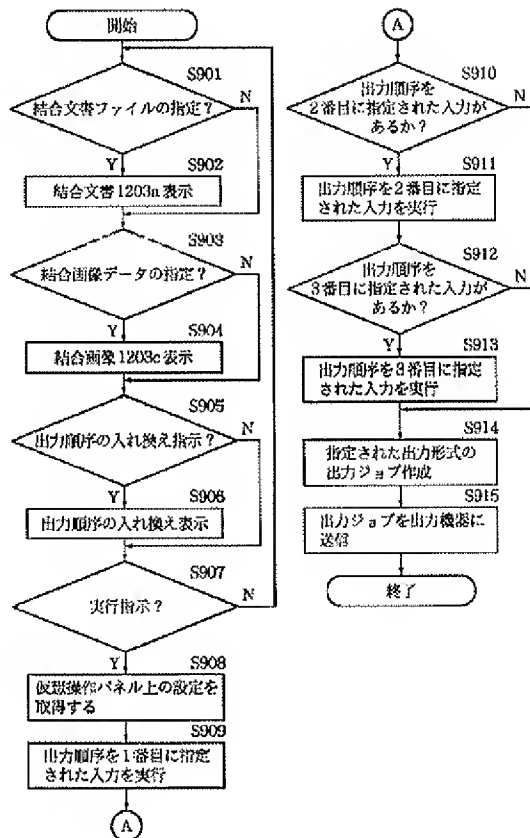 開始
S901
結合文書ファイルの指定？
N
Y
S902
結合文書1203n表示
S903
結合画像データの指定？
N
Y
S904
結合画像1203c表示
S905
出力順序の入れ換え指示？
N
Y
S906
出力順序の入れ換え表示
S907
実行指示？
N
Y
S908
仮想操作パネル上の設定を
取得する
S909
出力順序を1番目に指定
された入力を実行
A
A
S910
出力順序を
2番目に指定された入力が
あるか？
N
Y
S911
出力順序を2番目に指定
された入力を実行
S912
出力順序を
3番目に指定された入力が
あるか？
N
Y
S913
出力順序を3番目に指定
された入力を実行
S914
指定された出力形式の
出力ジョブ作成
S915
出力ジョブを出力機器に
送信
終了